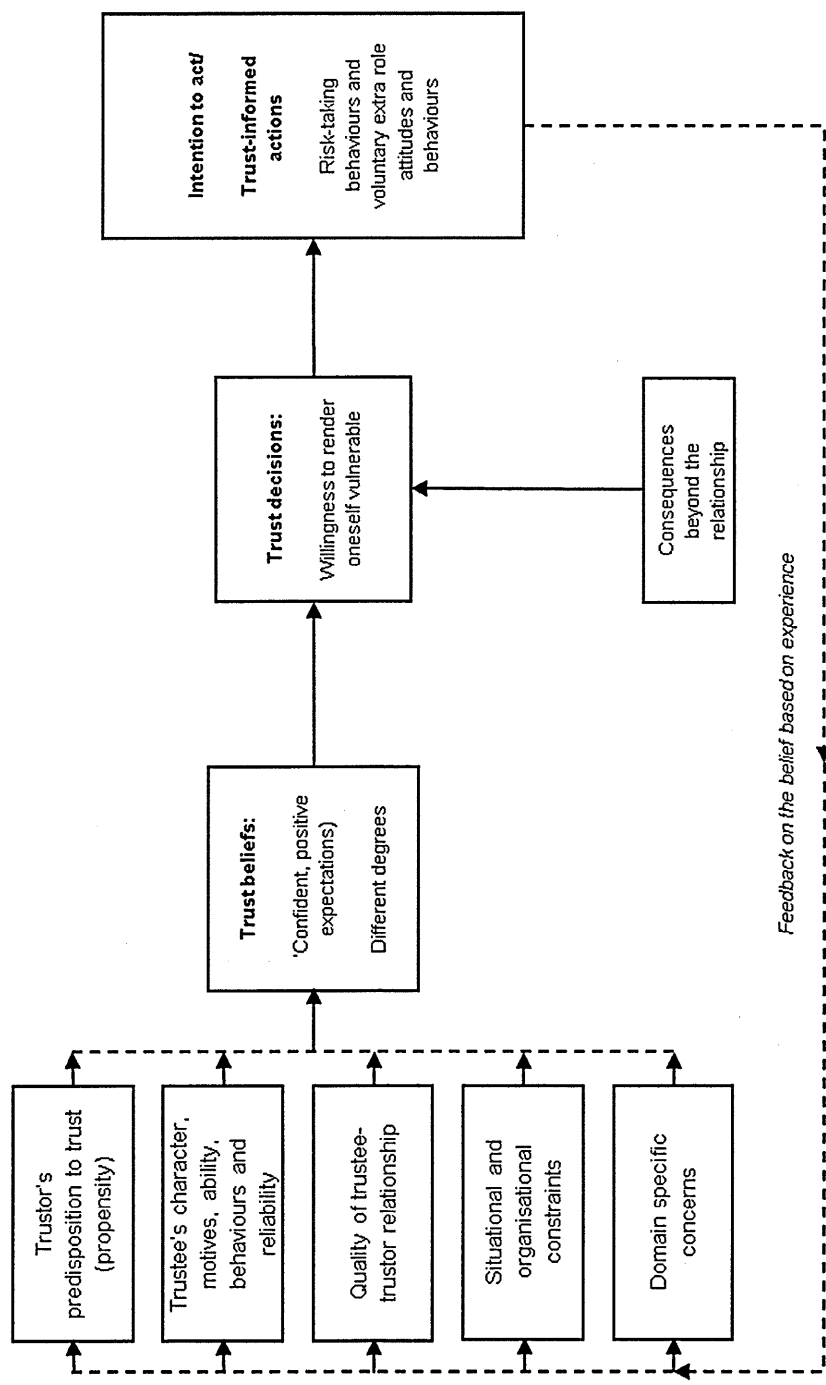 Trustor's
predisposition to trust
(propensity)
Trustee's character,
motives, ability,
behaviours and
reliability
Quality of trustee-
trustor relationship
Situational and
organisational
constraints
Domain specific
concerns
Trust beliefs:
'Confident, positive
expectations)
Different degrees
Trust decisions:
Willingness to render
oneself vulnerable
Consequences
beyond the
relationship
Intention to act/
Trust-informed
actions
Risk-taking
behaviours and
voluntary extra role
attitudes and
behaviours
Feedback on the belief based on experience